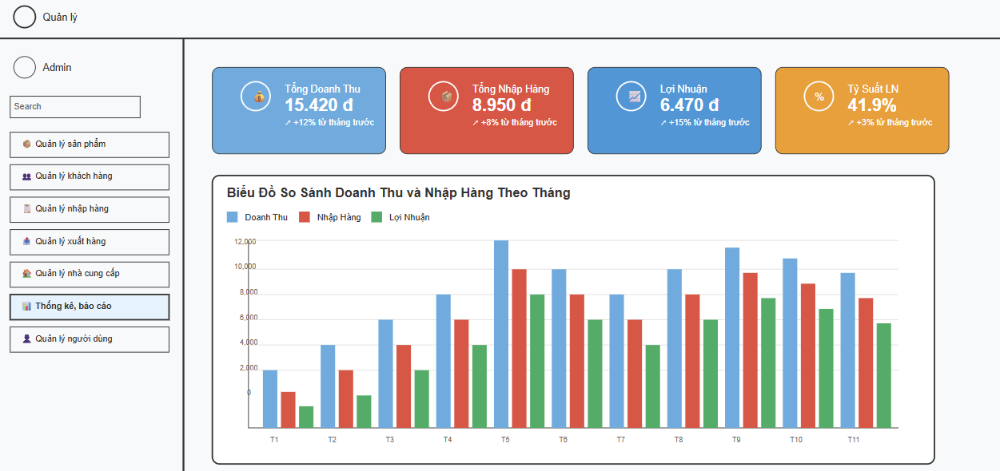 Quản lý
Admin
Search
Quản lý sản phẩm
Quản lý khách hàng
Quản lý nhập hàng
Quản lý xuất hàng
Quản lý nhà cung cấp
Thống kê, báo cáo
Quản lý người dùng
Tổng Doanh Thu
15.420 đ
↗ +12% từ tháng trước
Tổng Nhập Hàng
8.950 đ
↗ +8% từ tháng trước
Lợi Nhuận
6.470 đ
↗ +15% từ tháng trước
%
Tỷ Suất LN
41.9%
↗ +3% từ tháng trước
Biểu Đồ So Sánh Doanh Thu và Nhập Hàng Theo Tháng
Doanh Thu Nhập Hàng Lợi Nhuận
12,000
10,000
8,000
6,000
4,000
2,000
0
T1 T2 T3 T4 T5 T6 T7 T8 T9 T10 T11